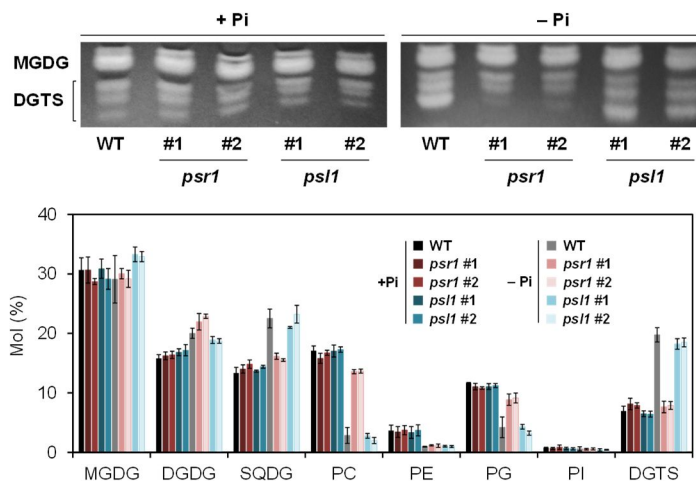 + Pi
– Pi
MGDG
DGTS
WT #1 #2 #1 #2 WT #1 #2 #1 #2
psr1 psl1 psr1 psl1
40
30
20
10
0
Mol (%)
+Pi
WT
psr1 #1
psr1 #2
psl1 #1
psl1 #2
– Pi
WT
psr1 #1
psr1 #2
psl1 #1
psl1 #2
MGDG DGDG SQDG PC PE PG PI DGTS